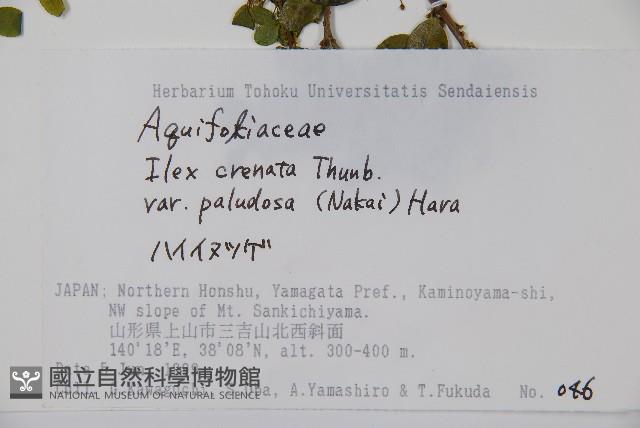 Herbarium Tohoku Universitatis Sendaiensis
Aquifoliaceae
Ilex crenata Thunb.
var. paludosa (Nakai) Hara
ハイイヌツゲ
JAPAN: Northern Honshu, Yamagata Pref., Kaminoyama-shi,
NW slope of Mt. Sankichiyama.
山形県上山市三吉山北西斜面
140°18'E, 38°08'N, alt. 300-400 m.
國立自然科學博物館
NATIONAL MUSEUM OF NATURAL SCIENCE
A.Yamashiro & T.Fukuda No. 086